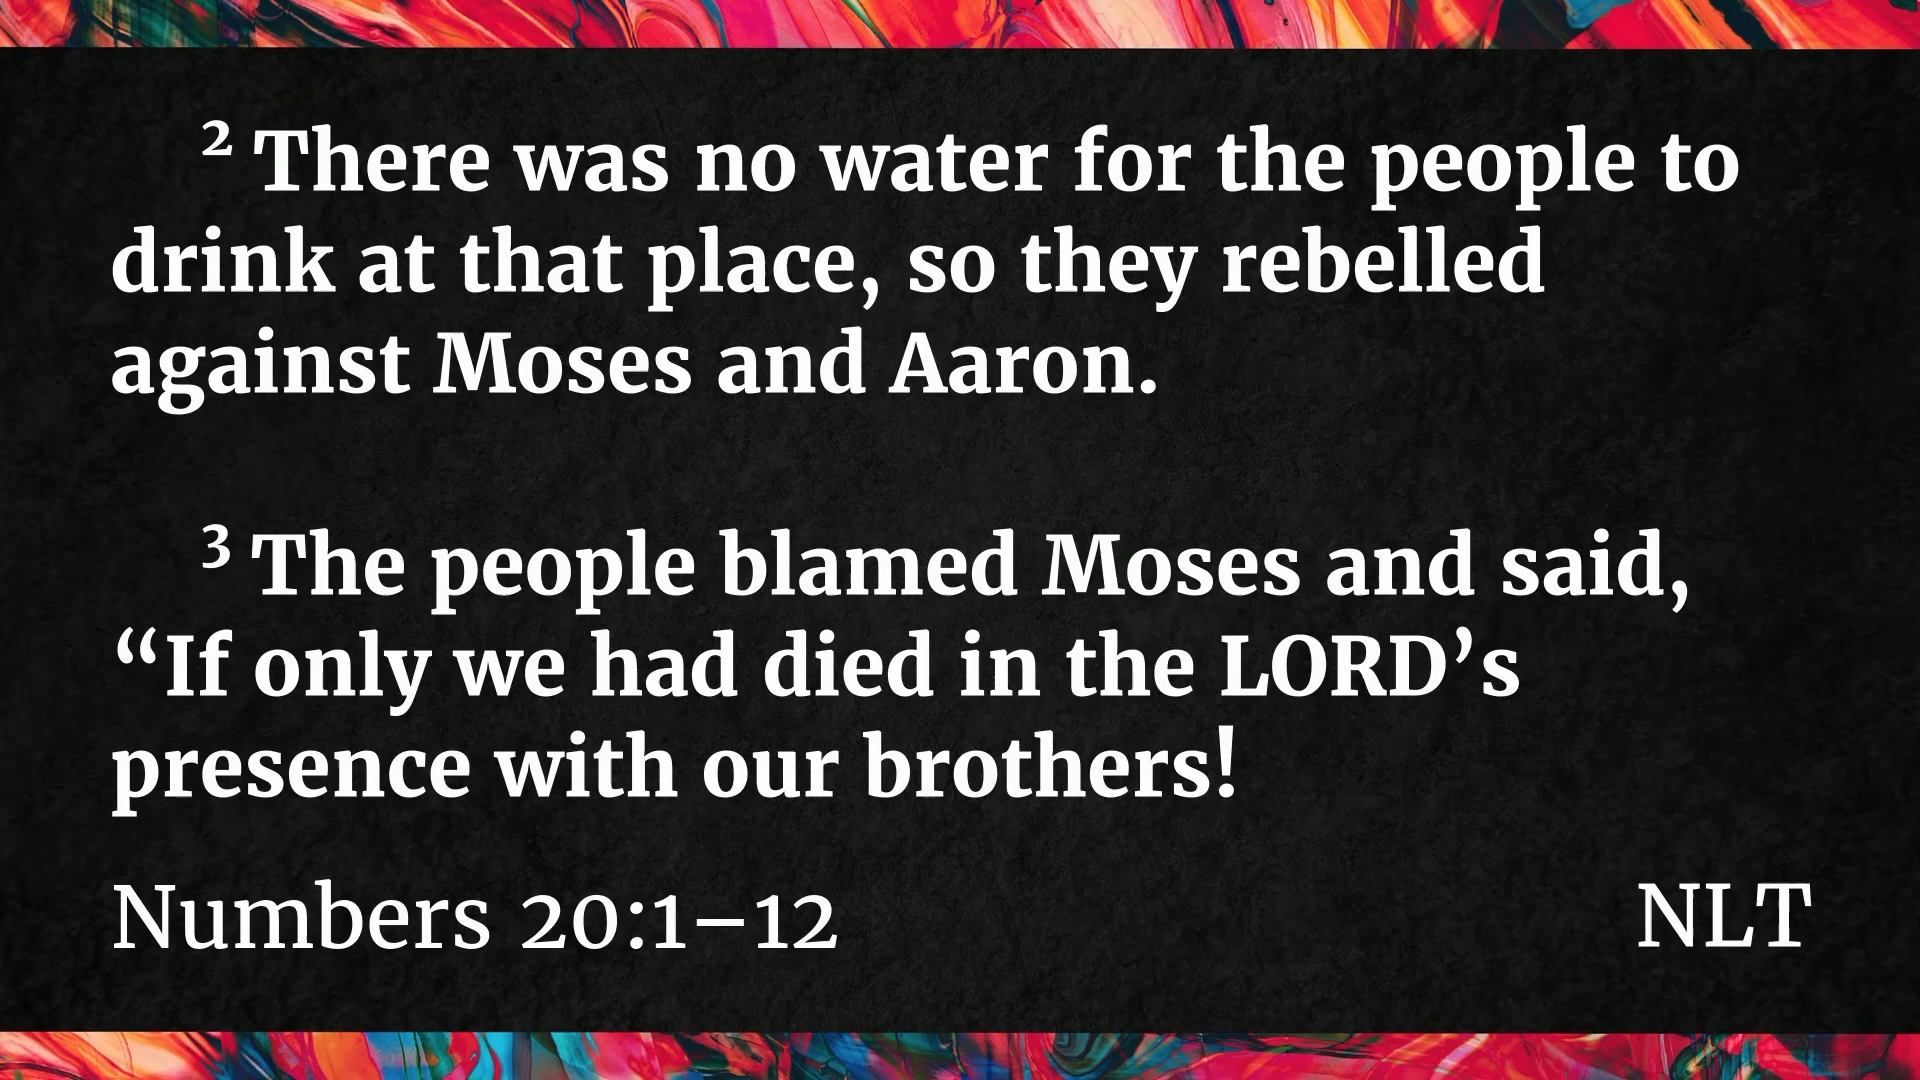 ² There was no water for the people to
drink at that place, so they rebelled
against Moses and Aaron.
³ The people blamed Moses and said,
“If only we had died in the LORD’s
presence with our brothers!
Numbers 20:1–12
NLT